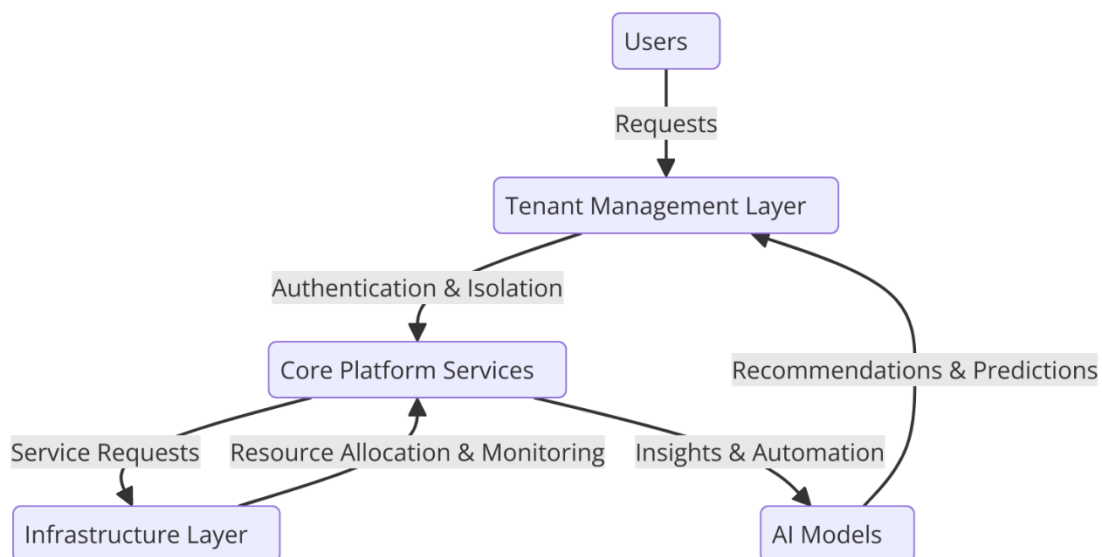 Users
Requests
Tenant Management Layer
Authentication & Isolation
Core Platform Services
Recommendations & Predictions
Service Requests
Resource Allocation & Monitoring
Insights & Automation
Infrastructure Layer
AI Models